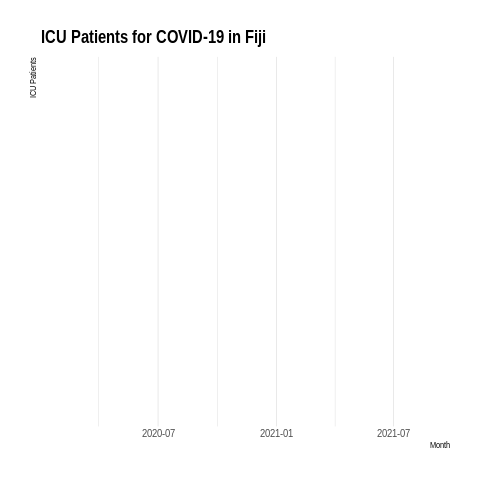 ICU Patients for COVID-19 in Fiji
ICU Patients
2020-07
2021-01
2021-07
Month